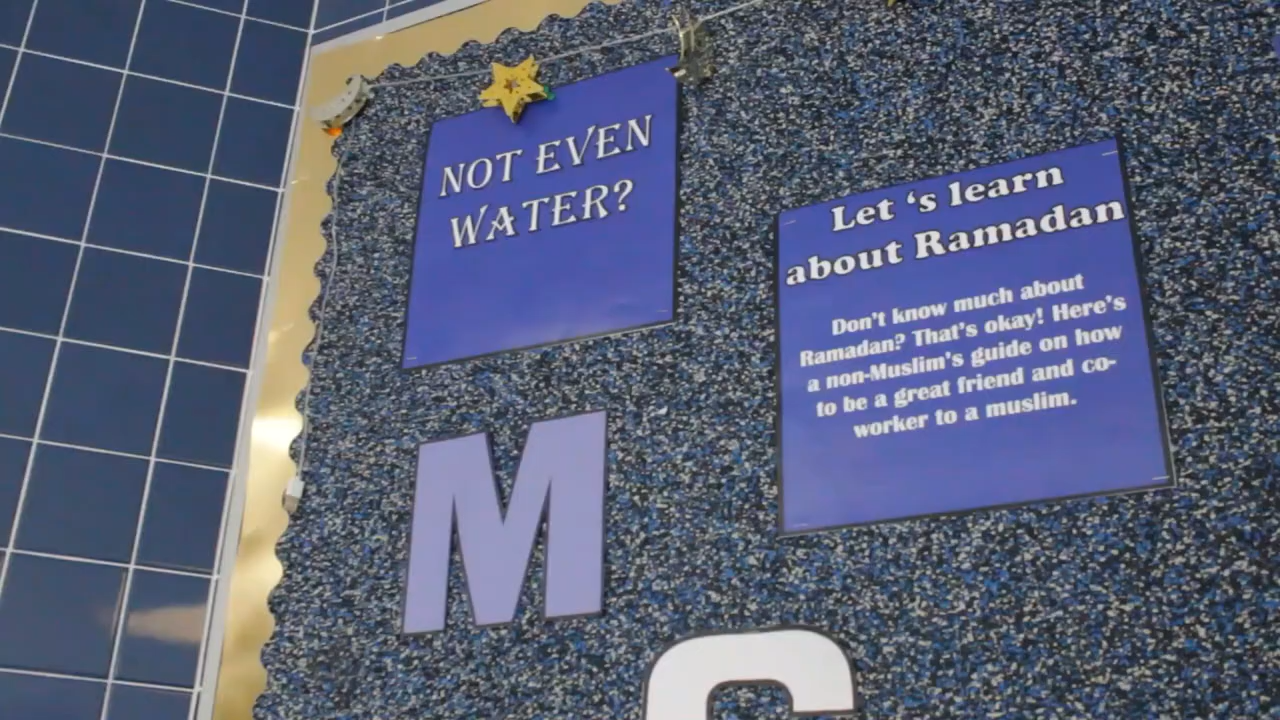 NOT EVEN
WATER?
Let ‘s learn
about Ramadan
Don’t know much about
Ramadan? That’s okay! Here’s
a non-Muslim’s guide on how
to be a great friend and co-
worker to a muslim.
M